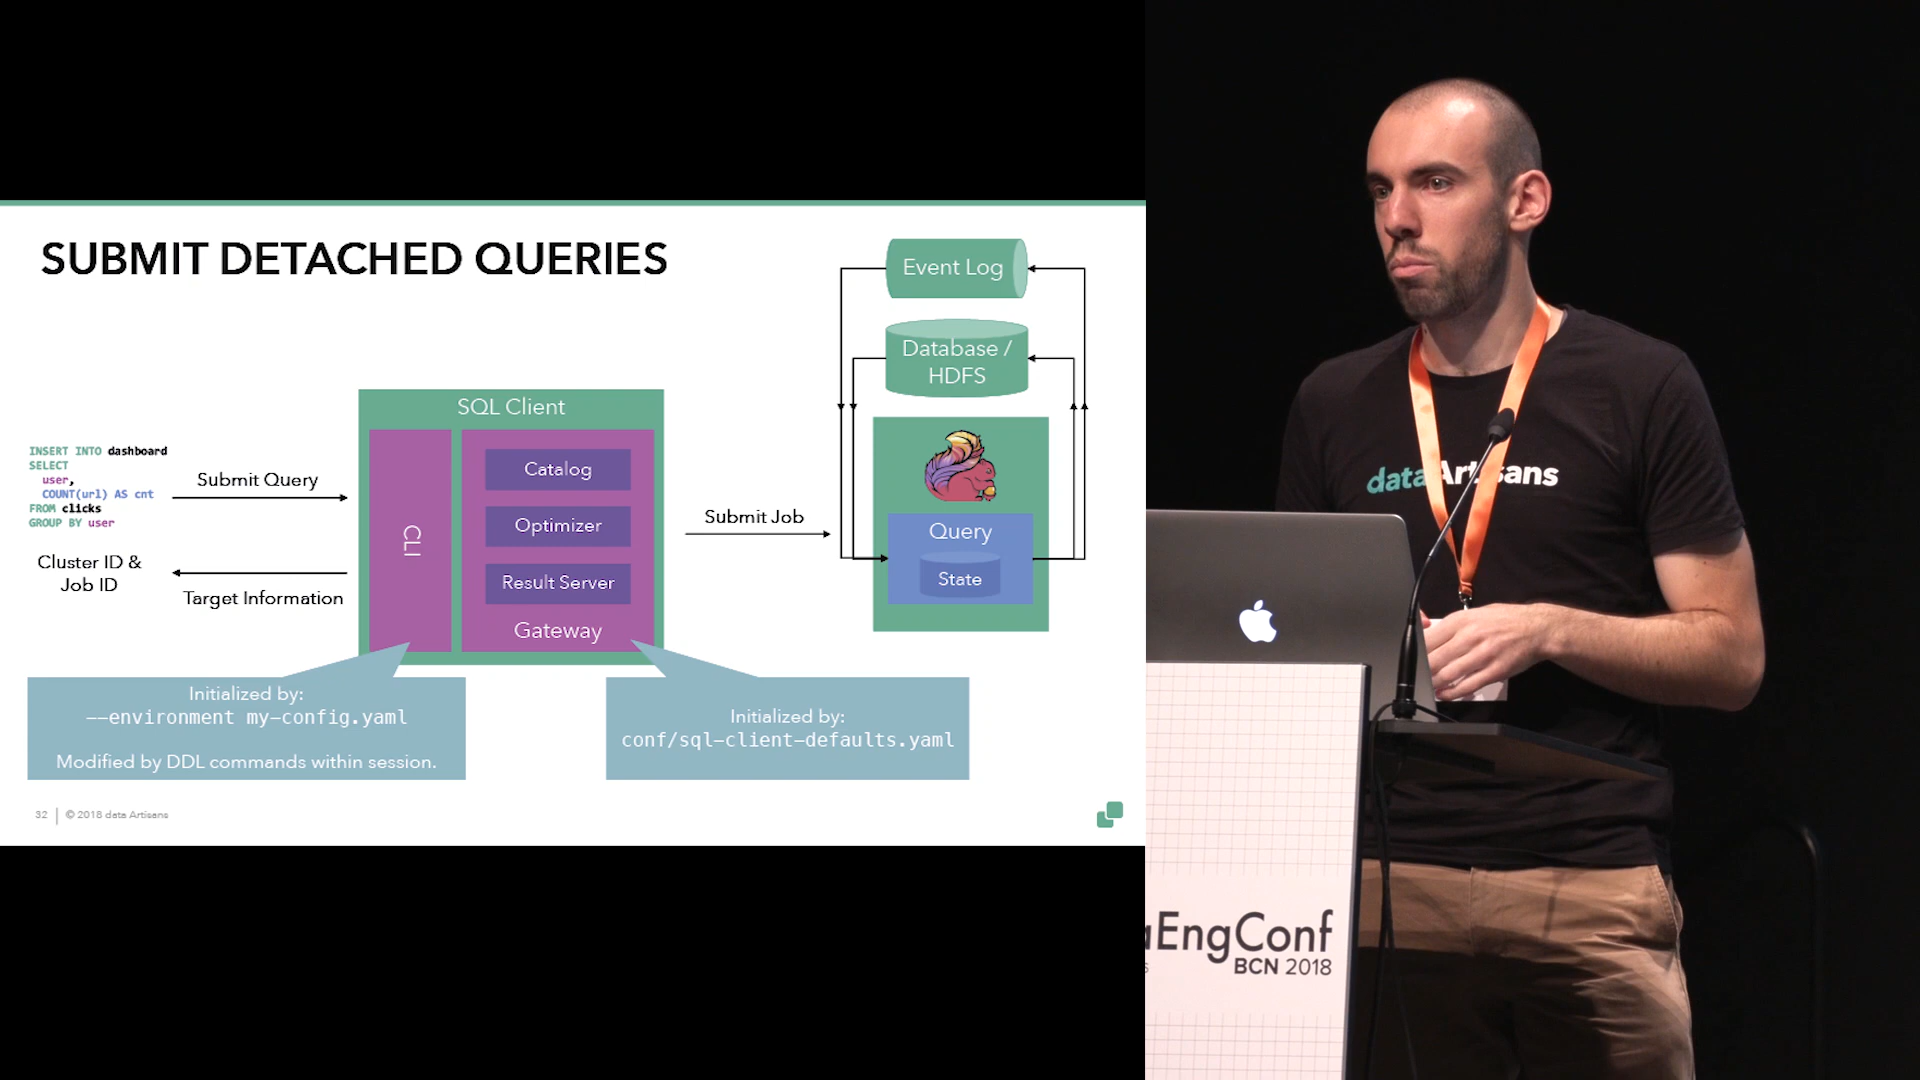 SUBMIT DETACHED QUERIES
Event Log
Database /
HDFS
SQL Client
CLI
Catalog
Optimizer
Result Server
Gateway
INSERT INTO dashboard
SELECT
user,
COUNT(url) AS cnt
FROM clicks
GROUP BY user
Submit Query
Cluster ID &
Job ID
Target Information
Submit Job
Query
State
Initialized by:
--environment my-config.yaml
Modified by DDL commands within session.
Initialized by:
conf/sql-client-defaults.yaml
32 | © 2018 data Artisans
dataArtisans
EngConf
BCN 2018